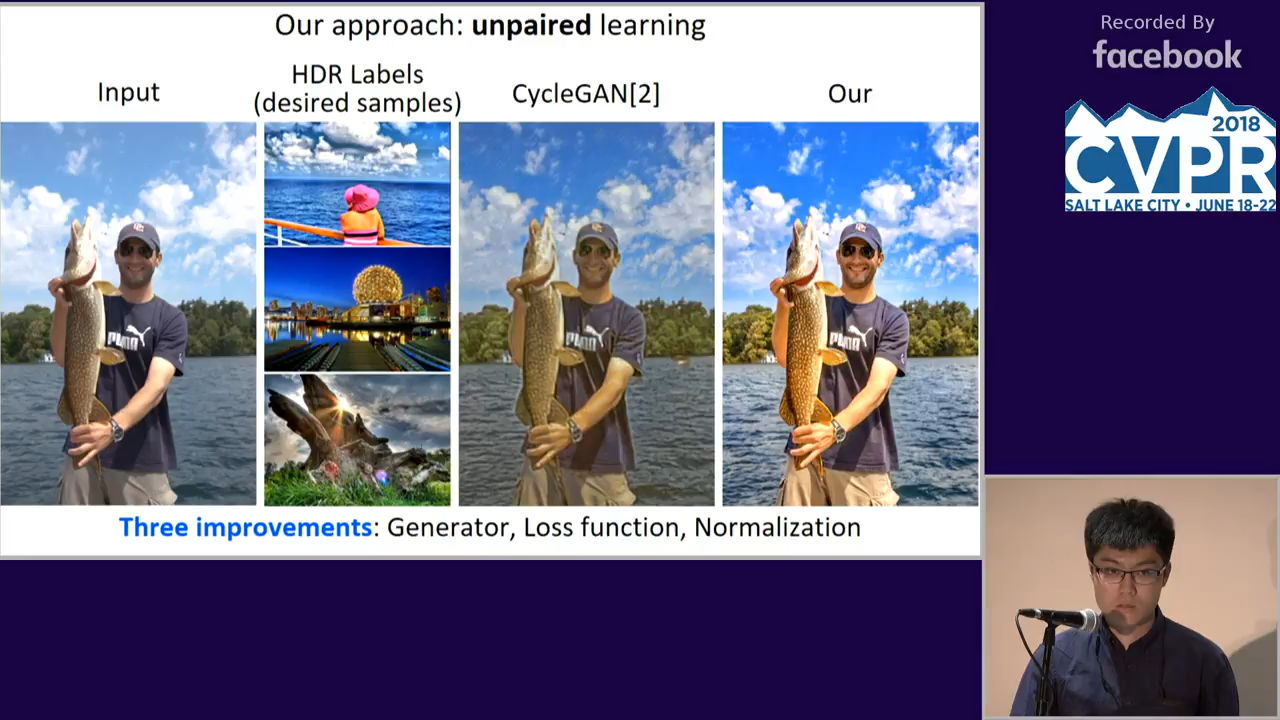 Our approach: unpaired learning
Input
HDR Labels
(desired samples)
CycleGAN[2]
Our
PUMA
Three improvements: Generator, Loss function, Normalization
Recorded By
facebook
2018
CVPR
SALT LAKE CITY • JUNE 18-22